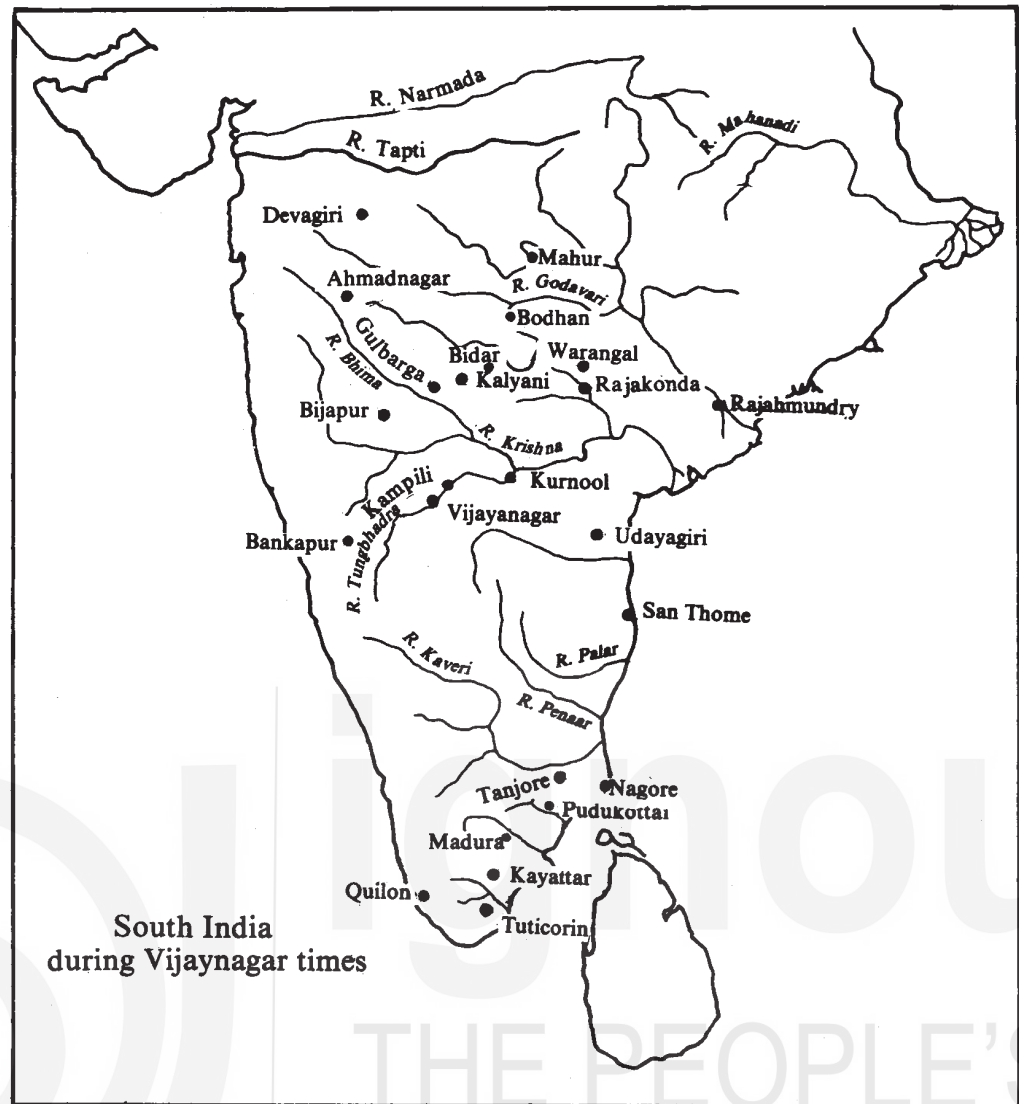 R. Narmada
R. Tapti
R. Mahanadi
Devagiri
Mahur
R. Godavari
Ahmadnagar
Bodhan
Gulbarga
R. Bhima
Bidar
Kalyani
Warangal
Rajakonda
Rajahmundry
Bijapur
R. Krishna
Kampili
Kurnool
Vijayanagar
R. Tungbhadra
Bankapur
Udayagiri
San Thome
R. Kaveri
R. Palar
R. Penaar
Tanjore
Nagore
Pudukottai
Madura
Kayattar
Quilon
Tuticorin
South India
during Vijaynagar times
ignou
THE PEOPLE'S